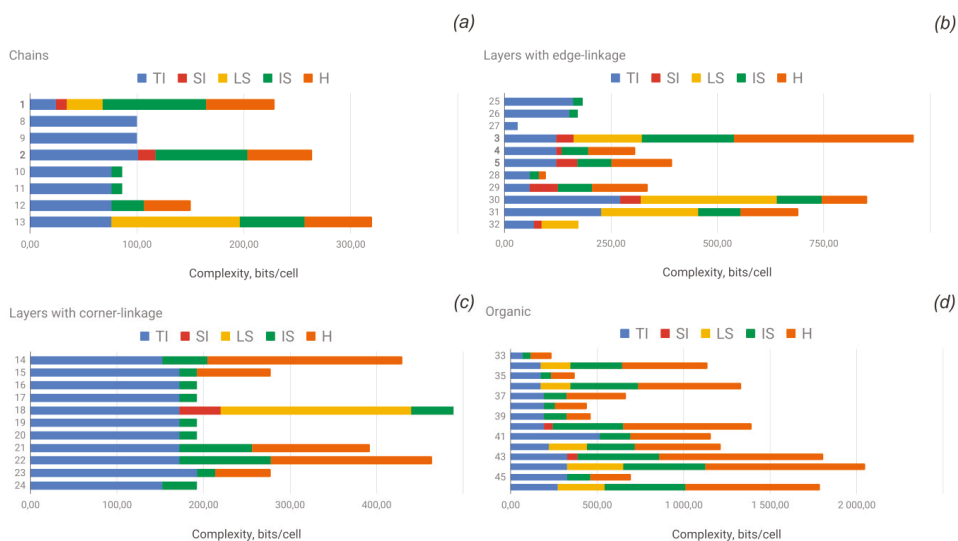 (a)
Chains
TI SI LS IS H
1
8
9
2
10
11
12
13
0,00 100,00 200,00 300,00
Complexity, bits/cell
(b)
Layers with edge-linkage
TI SI LS IS H
25
26
27
3
4
5
28
29
30
31
32
0,00 250,00 500,00 750,00
Complexity, bits/cell
(c)
Layers with corner-linkage
TI SI LS IS H
14
15
16
17
18
19
20
21
22
23
24
0,00 100,00 200,00 300,00 400,00
Complexity, bits/cell
(d)
Organic
TI SI LS IS H
33
35
37
39
41
43
45
0,00 500,00 1 000,00 1 500,00 2 000,00
Complexity, bits/cell